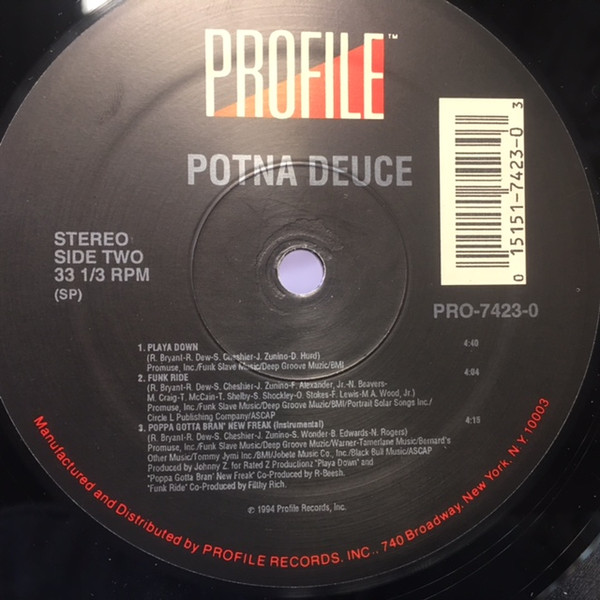 PROFILE™
POTNA DEUCE
STEREO
SIDE TWO
33 1/3 RPM
(SP)
0 15151-7423-0 3
PRO-7423-0
1. PLAYA DOWN 4:40
(R. Bryant-R. Dew-S. Cheshier-J. Zunino-D. Hurd)
Promuse, Inc./Funk Slave Music/Deep Groove Muzic/BMI
2. FUNK RIDE 4:04
(R. Bryant-R. Dew-S. Cheshier-J. Zunino-F. Alexander, Jr.-N. Beavers-
M. Craig-T. McCain-T. Shelby-S. Shockley-O. Stokes-F. Lewis-M A. Wood, Jr.)
Promuse, Inc./Funk Slave Music/Deep Groove Muzic/BMI/Portrait Solar Songs Inc./
Circle L Publishing Company/ASCAP
3. POPPA GOTTA BRAN' NEW FREAK (Instrumental) 4:19
(R. Bryant-R. Dew-S. Cheshier-J. Zunino-S. Wonder-B. Edwards-N. Rogers)
Promuse, Inc./Funk Slave Music/Deep Groove Muzic/Warner-Tamerlane Music/Bernard's
Other Music/Tommy Jymi Inc./BMI/Jobete Music Co. Inc./Black Bull Music/ASCAP
Produced by Johnny Z. for Rated Z Productionz "Playa Down" and
"Poppa Gotta Bran' New Freak" Co-Produced by R-Beesh.
"Funk Ride" Co-Produced by Filthy Rich.
℗ 1994 Profile Records, Inc.
Manufactured and Distributed by PROFILE RECORDS. INC., 740 Broadway, New York, N.Y. 10003